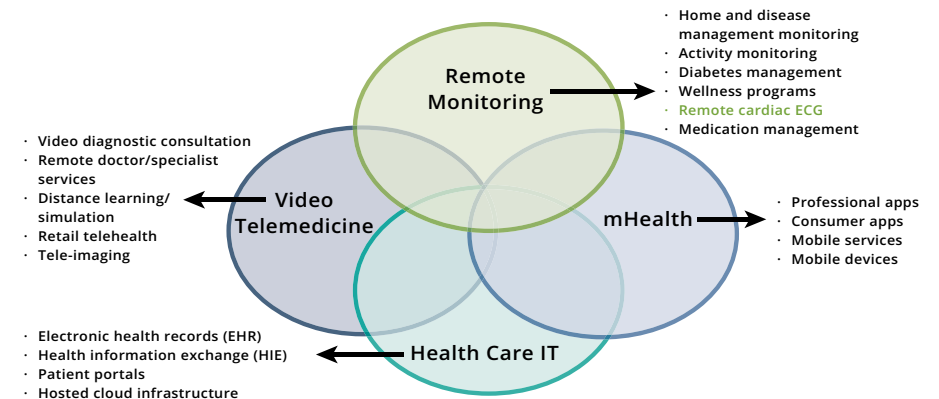 Remote
Monitoring
· Home and disease
management monitoring
· Activity monitoring
· Diabetes management
· Wellness programs
· Remote cardiac ECG
· Medication management
· Video diagnostic consultation
· Remote doctor/specialist
services
· Distance learning/
simulation
· Retail telehealth
· Tele-imaging
Video
Telemedicine
mHealth
· Professional apps
· Consumer apps
· Mobile services
· Mobile devices
· Electronic health records (EHR)
· Health information exchange (HIE)
· Patient portals
· Hosted cloud infrastructure
Health Care IT